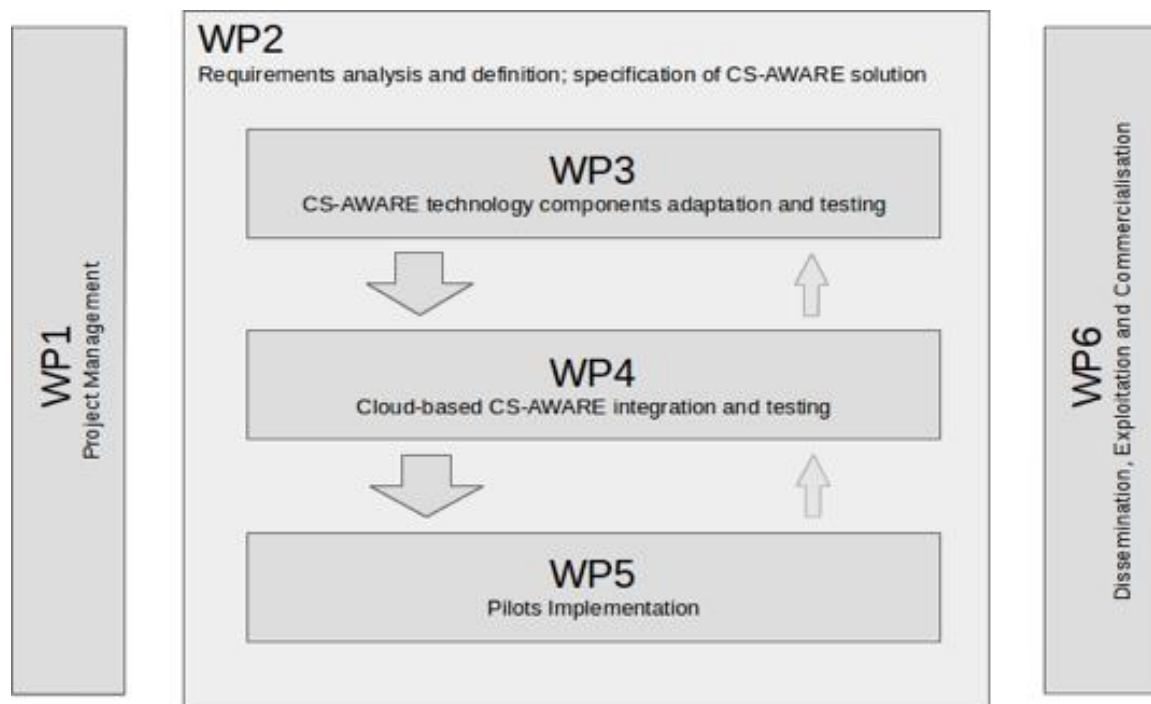 WP1
Project Management
WP2
Requirements analysis and definition; specification of CS-AWARE solution
WP3
CS-AWARE technology components adaptation and testing
WP4
Cloud-based CS-AWARE integration and testing
WP5
Pilots Implementation
WP6
Dissemination, Exploitation and Commercialisation